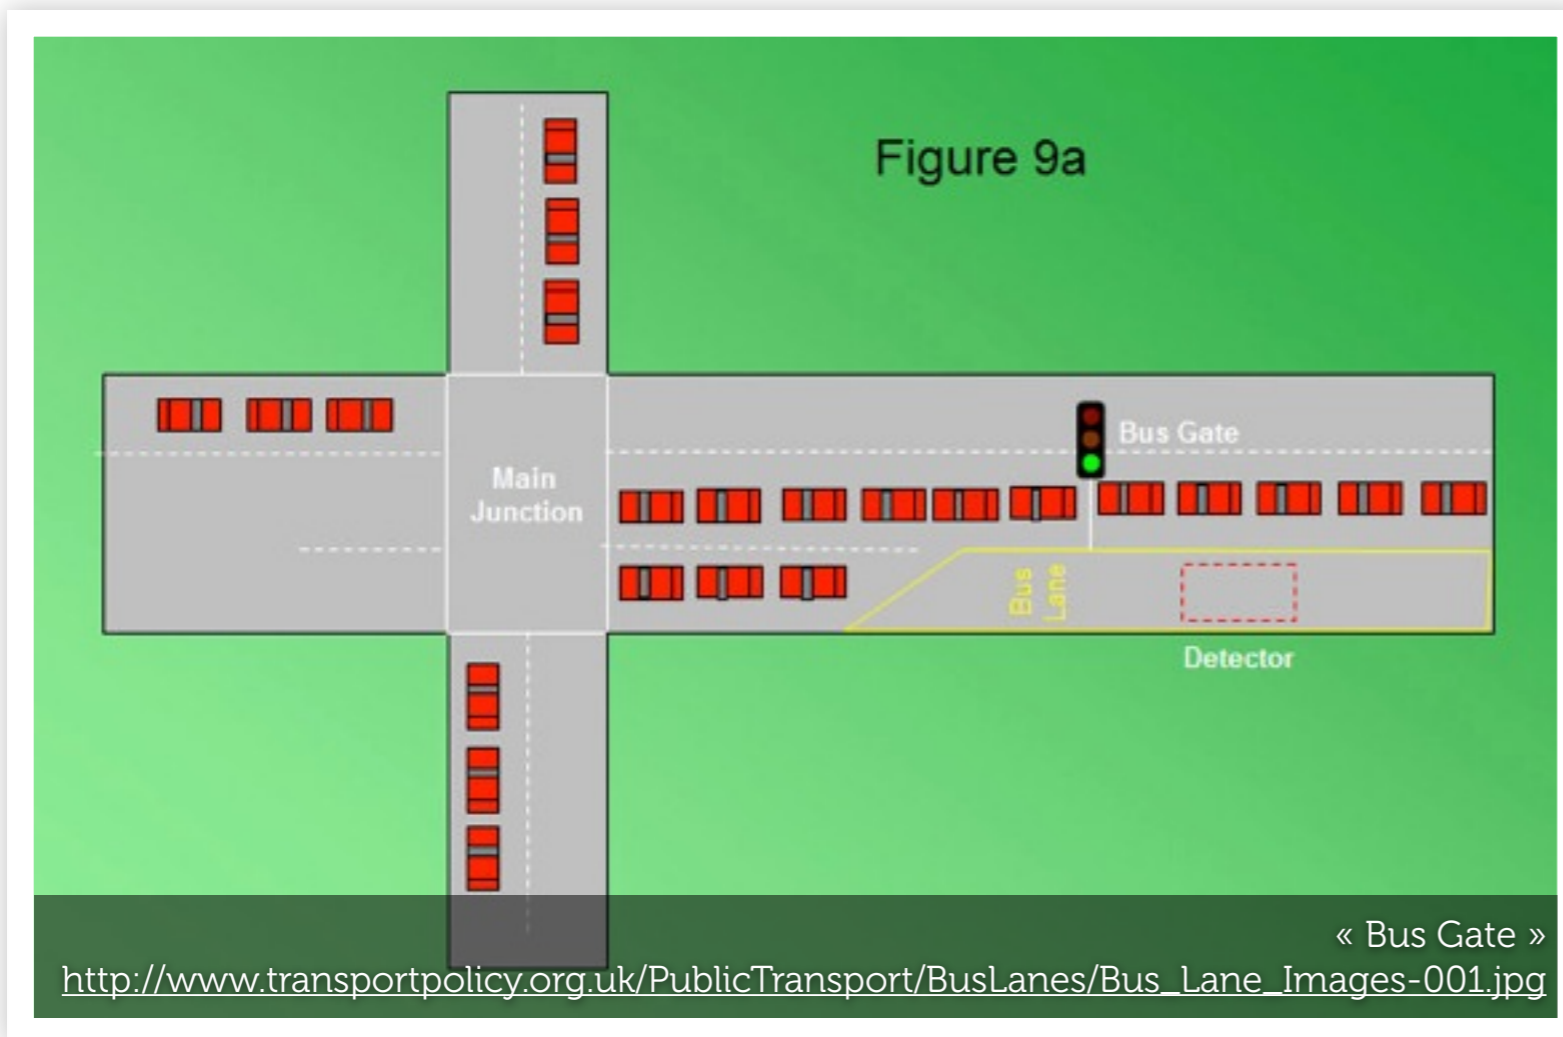 Figure 9a
Bus Gate
Main
Junction
Bus
Lane
Detector
« Bus Gate »
http://www.transportpolicy.org.uk/PublicTransport/BusLanes/Bus_Lane_Images-001.jpg